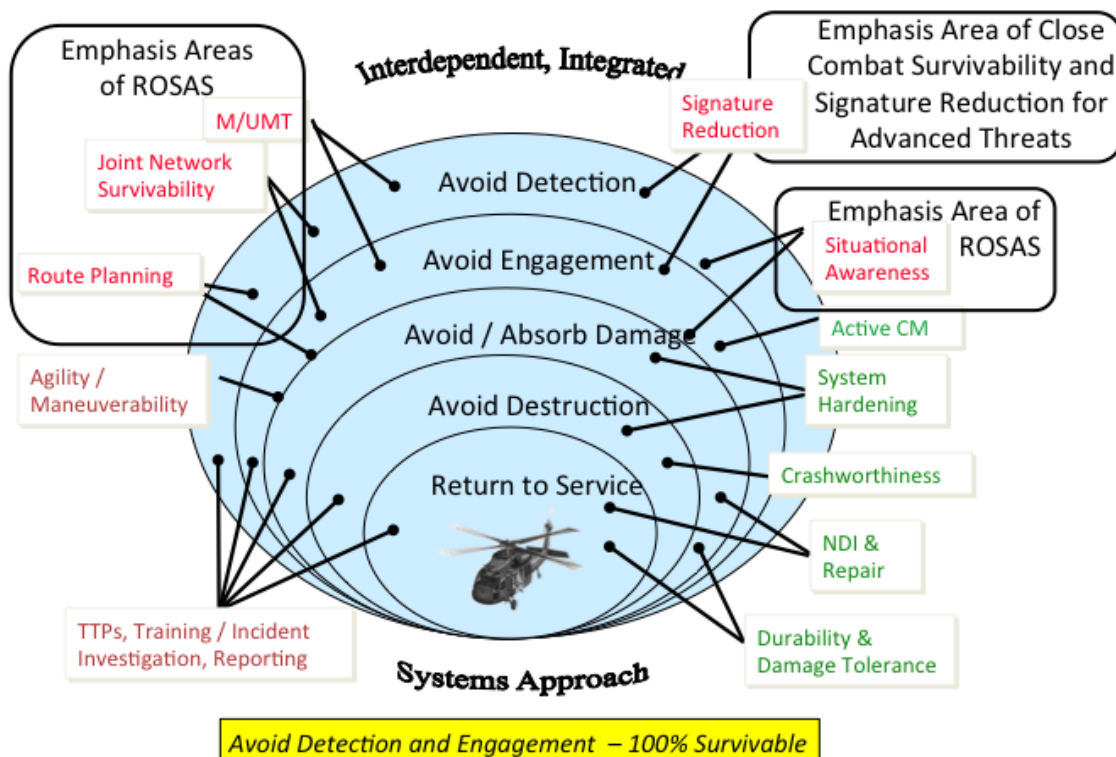 Emphasis Areas
of ROSAS
M/UMT
Joint Network
Survivability
Route Planning
Agility /
Maneuverability
TTPs, Training / Incident
Investigation, Reporting
Interdependent, Integrated
Avoid Detection
Avoid Engagement
Avoid / Absorb Damage
Avoid Destruction
Return to Service
Systems Approach
Emphasis Area of Close
Combat Survivability and
Signature Reduction for
Advanced Threats
Signature
Reduction
Emphasis Area of
ROSAS
Situational
Awareness
Active CM
System
Hardening
Crashworthiness
NDI &
Repair
Durability &
Damage Tolerance
Avoid Detection and Engagement – 100% Survivable